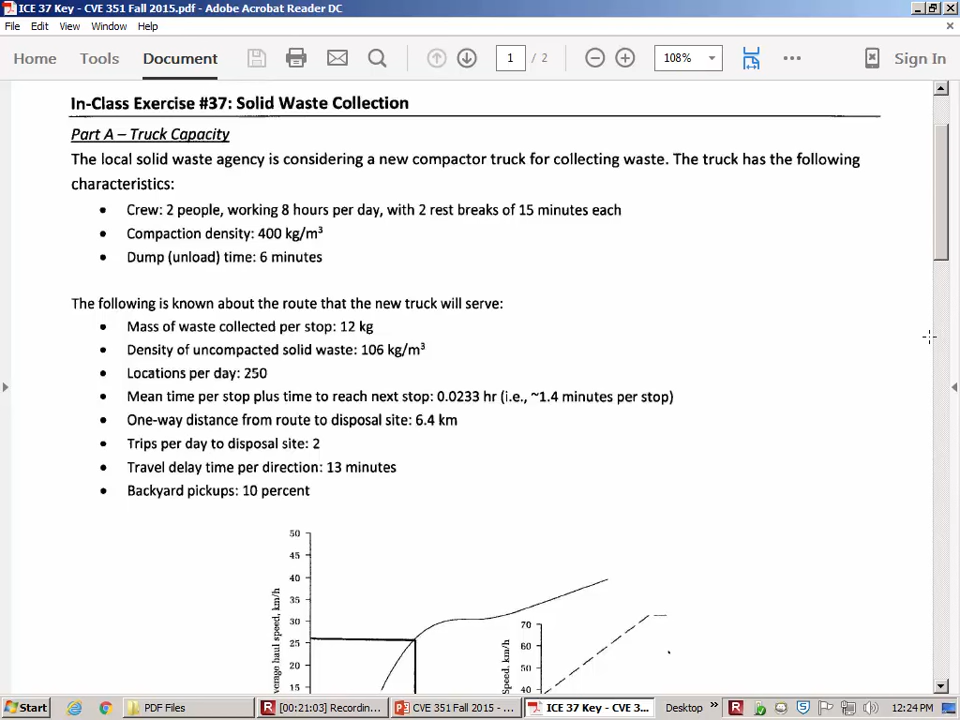 ICE 37 Key - CVE 351 Fall 2015.pdf - Adobe Acrobat Reader DC
File Edit View Window Help
Home Tools Document 1 / 2 108% Sign In
In-Class Exercise #37: Solid Waste Collection
Part A – Truck Capacity
The local solid waste agency is considering a new compactor truck for collecting waste. The truck has the following
characteristics:
• Crew: 2 people, working 8 hours per day, with 2 rest breaks of 15 minutes each
• Compaction density: 400 kg/m³
• Dump (unload) time: 6 minutes
The following is known about the route that the new truck will serve:
• Mass of waste collected per stop: 12 kg
• Density of uncompacted solid waste: 106 kg/m³
• Locations per day: 250
• Mean time per stop plus time to reach next stop: 0.0233 hr (i.e., ~1.4 minutes per stop)
• One-way distance from route to disposal site: 6.4 km
• Trips per day to disposal site: 2
• Travel delay time per direction: 13 minutes
• Backyard pickups: 10 percent
50
45
40
35
30
25
20
15
haul speed, km/h
70
60
50
40
Speed, km/h
Start PDF Files [00:21:03] Recordin... CVE 351 Fall 2015 - ... ICE 37 Key - CVE 3... Desktop » 12:24 PM